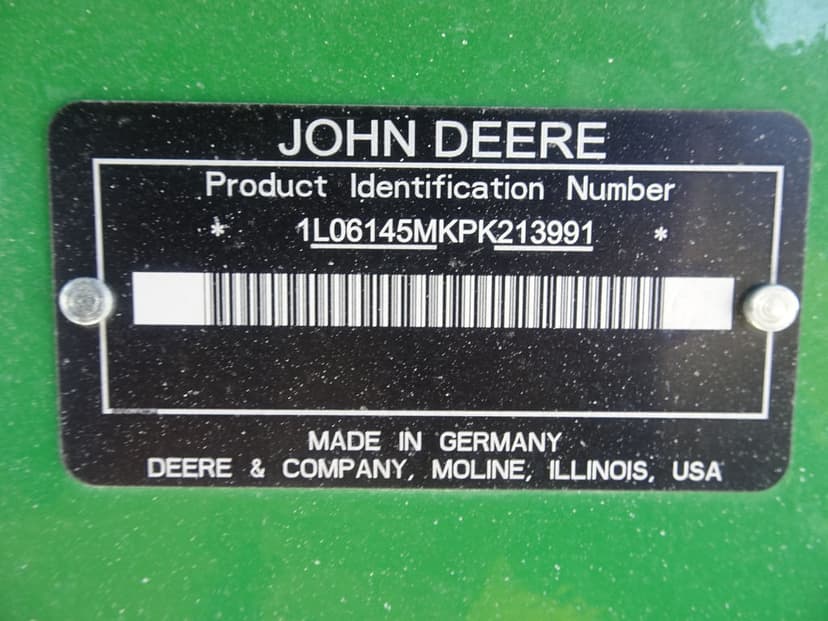 JOHN DEERE
Product Identification Number
* 1L06145MKPK213991 *
MADE IN GERMANY
DEERE & COMPANY, MOLINE, ILLINOIS, USA